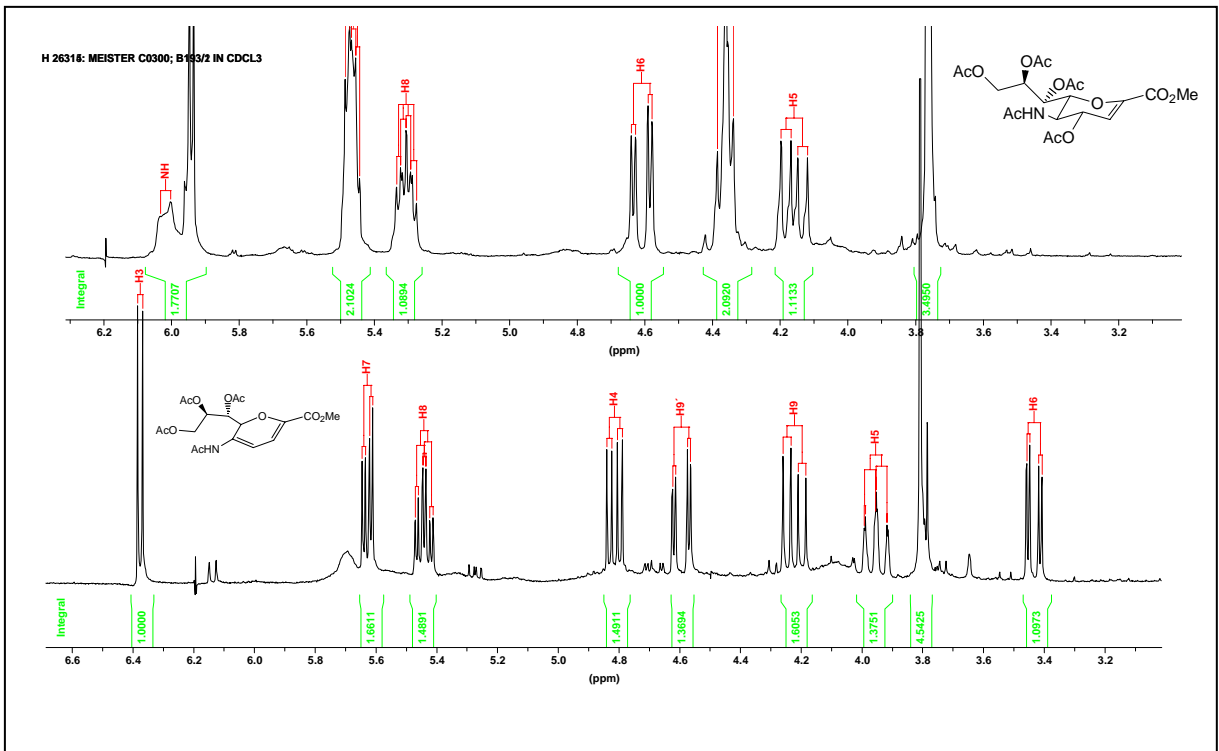 H 26316: MEISTER C0300; B193/2 IN CDCL3
NH
H8
H6
H5
AcO
OAc
AcO
OAc
O
CO2Me
AcHN
AcO
Integral
1.7707
2.1024
1.0894
1.0000
2.0920
1.1133
3.4950
6.2
6.0
5.8
5.6
5.4
5.2
5.0
4.8
4.6
4.4
4.2
4.0
3.8
3.6
3.4
3.2
(ppm)
H3
H7
H8
H4
H9´
H9
H5
H6
AcO
OAc
O
CO2Me
AcO
AcHN
Integral
1.0000
1.6611
1.4891
1.4911
1.3694
1.6053
1.3751
4.5425
1.0973
6.6
6.4
6.2
6.0
5.8
5.6
5.4
5.2
5.0
4.8
4.6
4.4
4.2
4.0
3.8
3.6
3.4
3.2
(ppm)